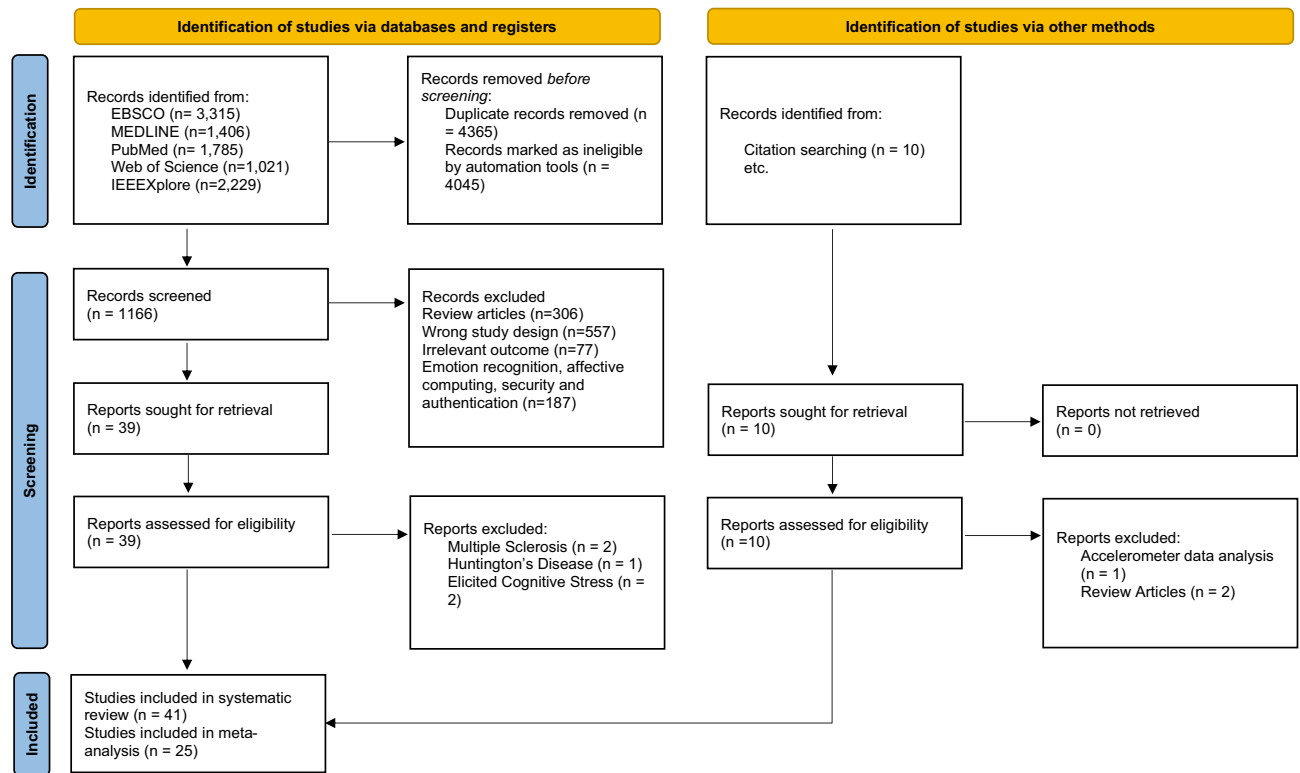 Identification of studies via databases and registers
Identification of studies via other methods
Identification
Records identified from:
EBSCO (n= 3,315)
MEDLINE (n=1,406)
PubMed (n= 1,785)
Web of Science (n=1,021)
IEEEXplore (n=2,229)
Records removed before
screening:
Duplicate records removed (n
= 4365)
Records marked as ineligible
by automation tools (n =
4045)
Records identified from:
Citation searching (n = 10)
etc.
Screening
Records screened
(n = 1166)
Records excluded
Review articles (n=306)
Wrong study design (n=557)
Irrelevant outcome (n=77)
Emotion recognition, affective
computing, security and
authentication (n=187)
Reports sought for retrieval
(n = 39)
Reports sought for retrieval
(n = 10)
Reports not retrieved
(n = 0)
Reports assessed for eligibility
(n = 39)
Reports excluded:
Multiple Sclerosis (n = 2)
Huntington's Disease (n = 1)
Elicited Cognitive Stress (n =
2)
Reports assessed for eligibility
(n =10)
Reports excluded:
Accelerometer data analysis
(n = 1)
Review Articles (n = 2)
Included
Studies included in systematic
review (n = 41)
Studies included in meta-
analysis (n = 25)